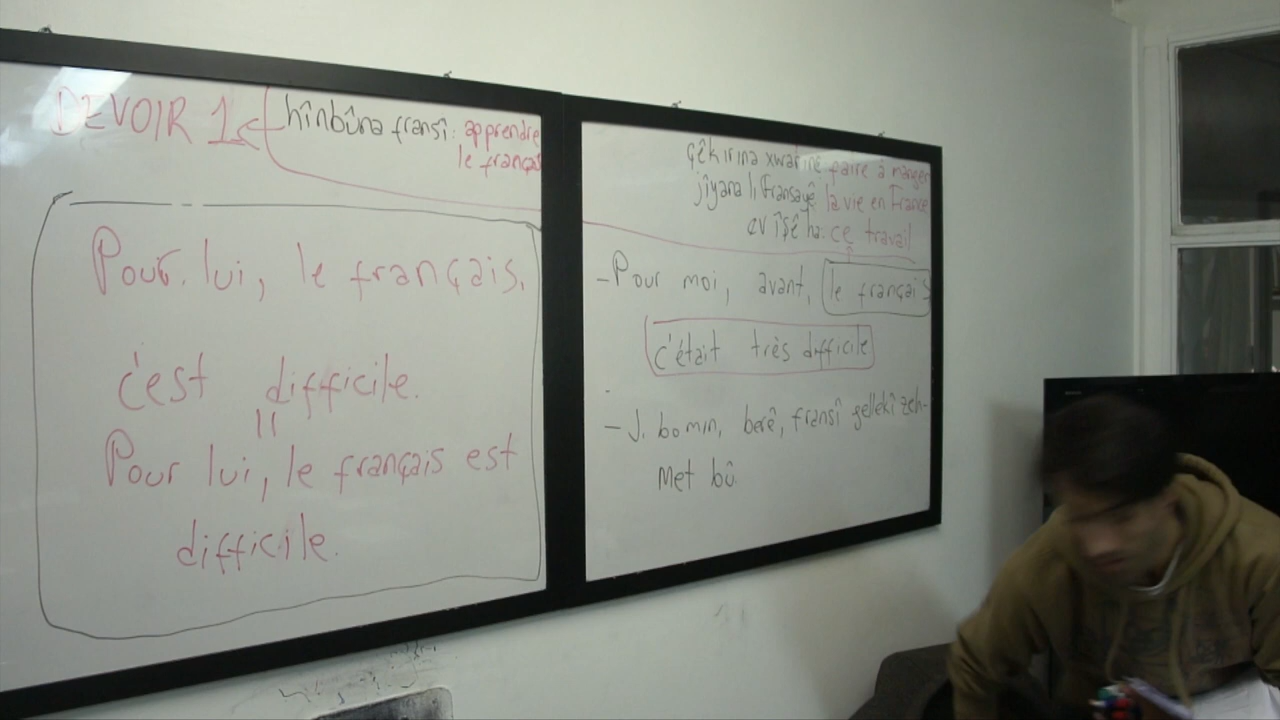 DEVOIR 1
hînbûna fransî: apprendre
le français
Pour lui, le français,
c'est difficile.
Pour lui, le français est
difficile.
çêkirina xwarinê faire à manger
jîyana li Fransayê la vie en France
ev îşê ha: ce travail
- Pour moi, avant, le français
c'était très difficile
- J. bo min, berê, fransî gellekî zeh-
met bû.